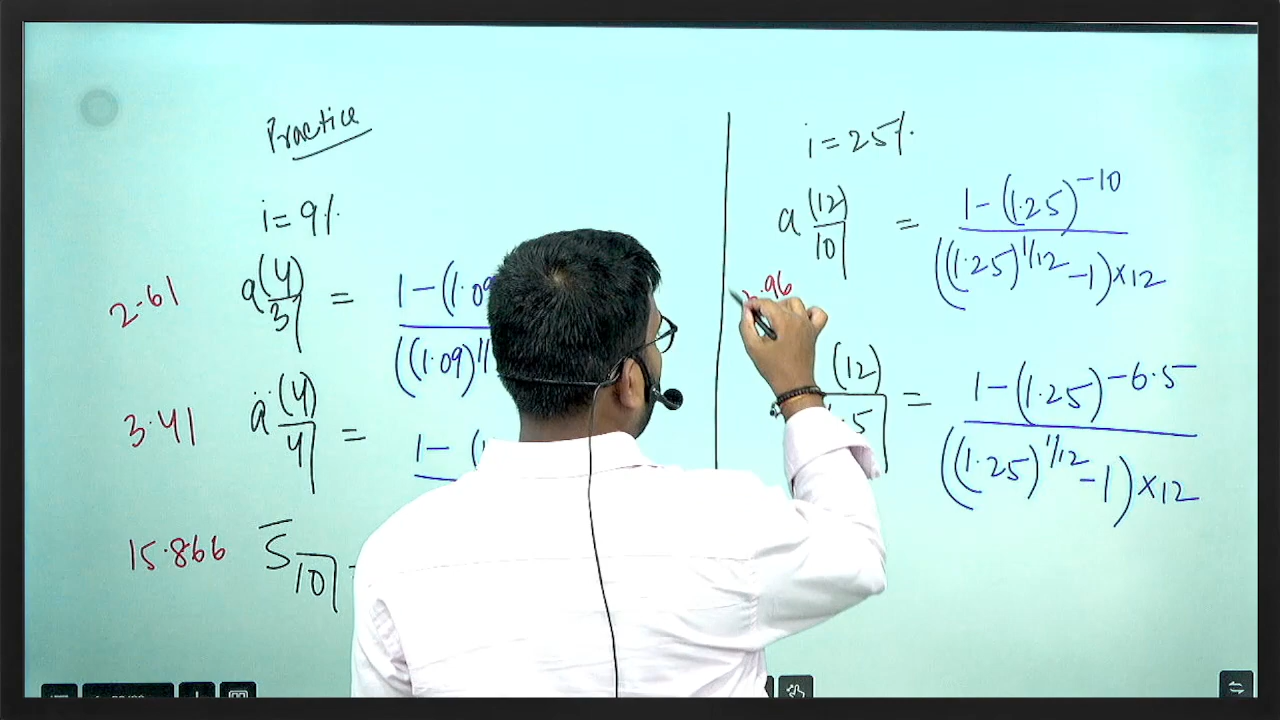 Practice
i = 9%
2.61 a (4) 3 = 1-(1.09
((1.09)^1/
3.41 ä (4) 4 = 1- (
15.866 S̄ 10
i = 25%
a (12) 10 = 1-(1.25)^-10
((1.25)^1/12 -1)×12
.96
(12) .5 = 1-(1.25)^-6.5
((1.25)^1/12 -1)×12